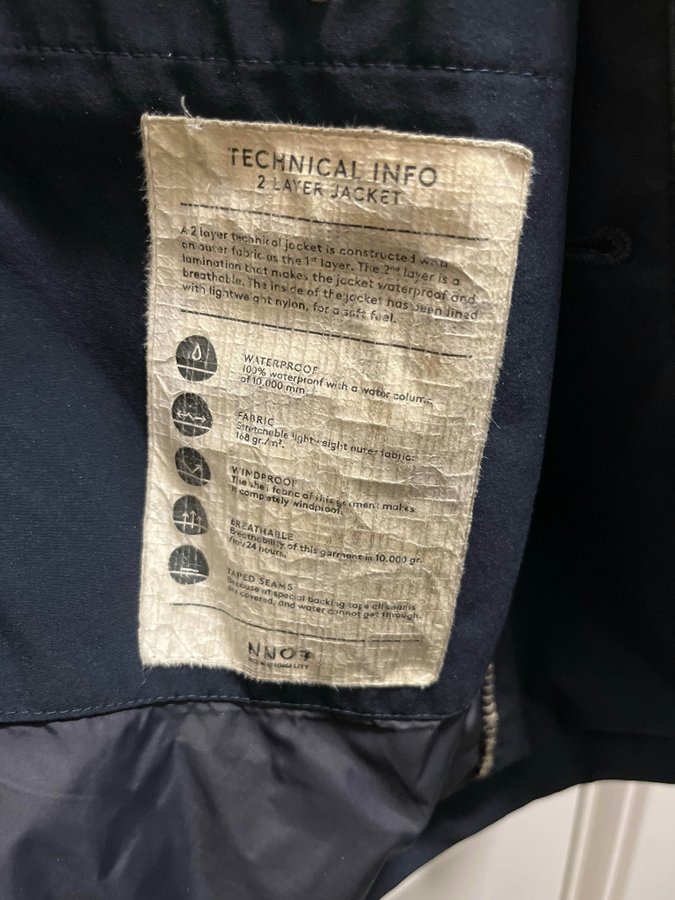 TECHNICAL INFO
2 LAYER JACKET
A 2 layer technical jacket is constructed with
an outer fabric as the 1st layer. The 2nd layer is a
lamination that makes the jacket waterproof and
breathable. The inside of the jacket has been lined
with lightweight nylon, for a soft fuel.
WATERPROOF
100% waterproof with a water column
of 10.000 mm.
FABRIC
Stretchable lightweight outer fabric:
168 gr./m².
WINDPROOF
The shell fabric of this garment makes
it completely windproof.
BREATHABLE
Breathability of this garment is 10.000 gr.
/m²/24 hours.
TAPED SEAMS
Because of special backing tape all seams
are covered, and water cannot get through.
NN07
NO NATIONALITY